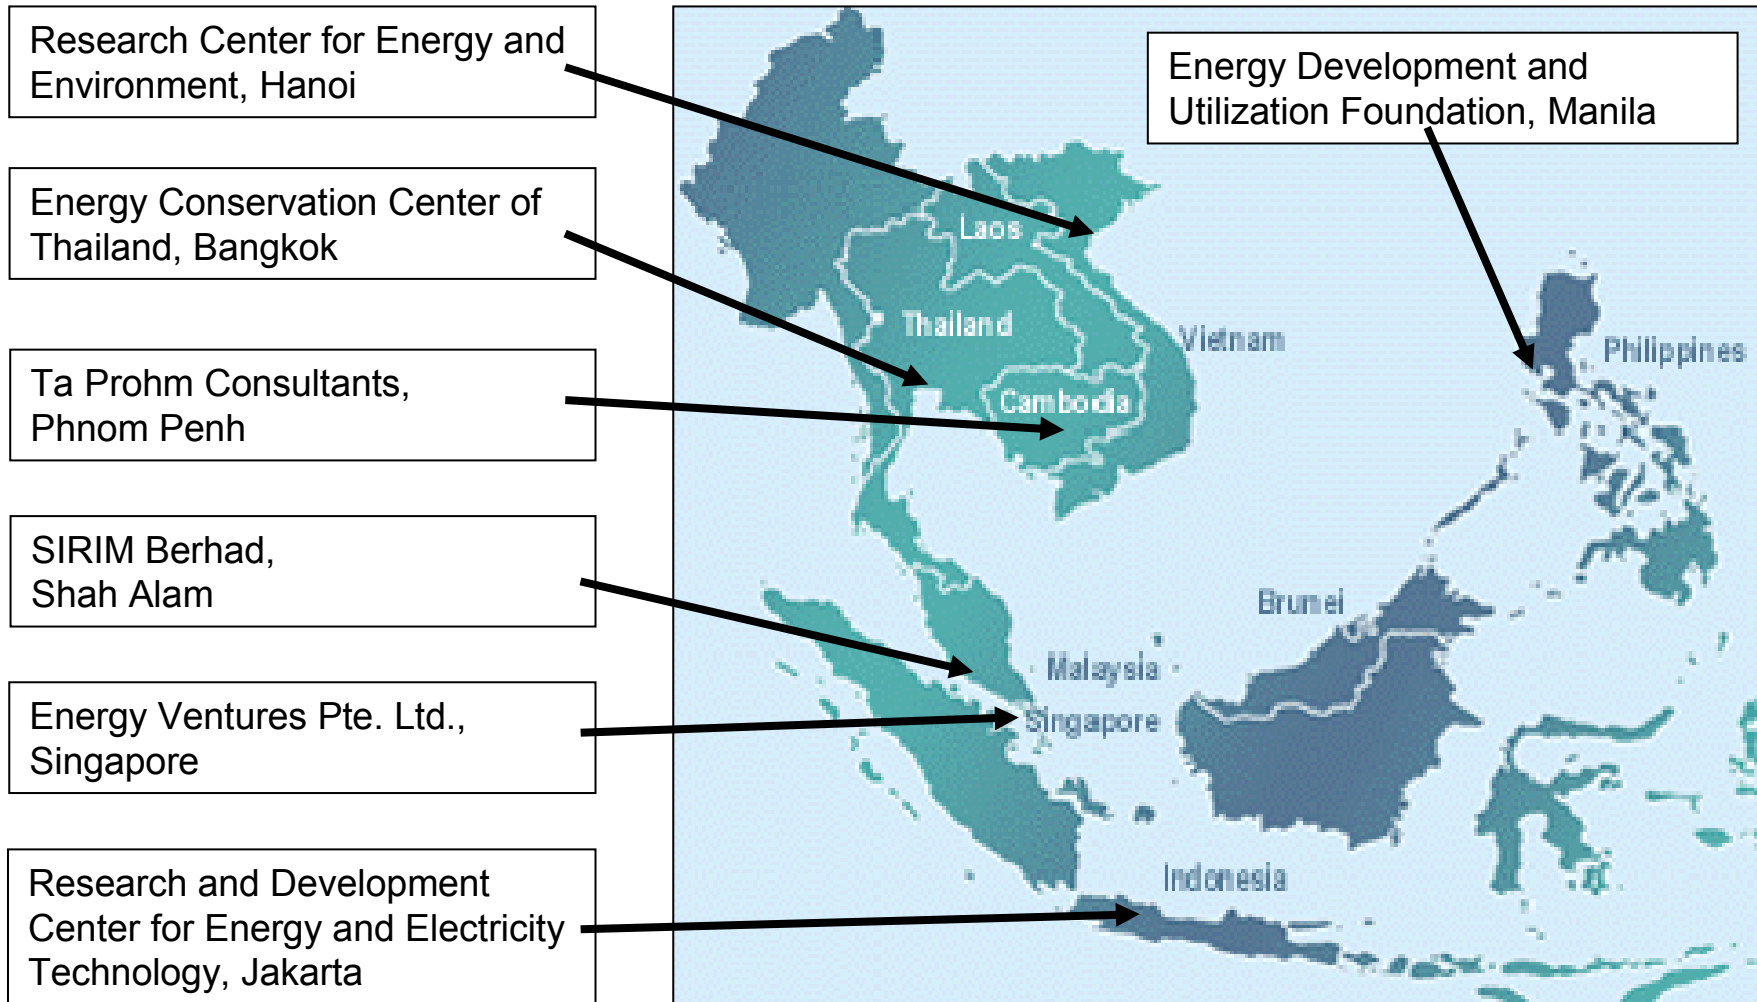 Research Center for Energy and
Environment, Hanoi
Energy Development and
Utilization Foundation, Manila
Energy Conservation Center of
Thailand, Bangkok
Ta Prohm Consultants,
Phnom Penh
SIRIM Berhad,
Shah Alam
Energy Ventures Pte. Ltd.,
Singapore
Research and Development
Center for Energy and Electricity
Technology, Jakarta
Laos
Thailand
Vietnam
Cambodia
Philippines
Brunei
Malaysia
Singapore
Indonesia